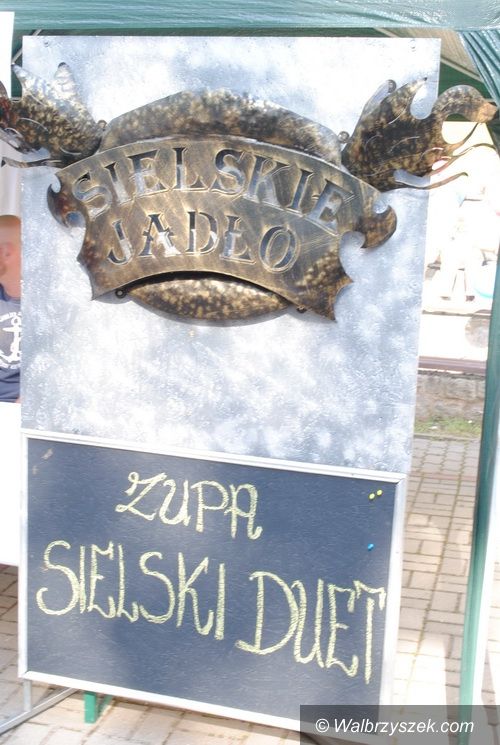 SIELSKIE
JADŁO
ZUPA
SIELSKI DUET
© Walbrzyszek.com